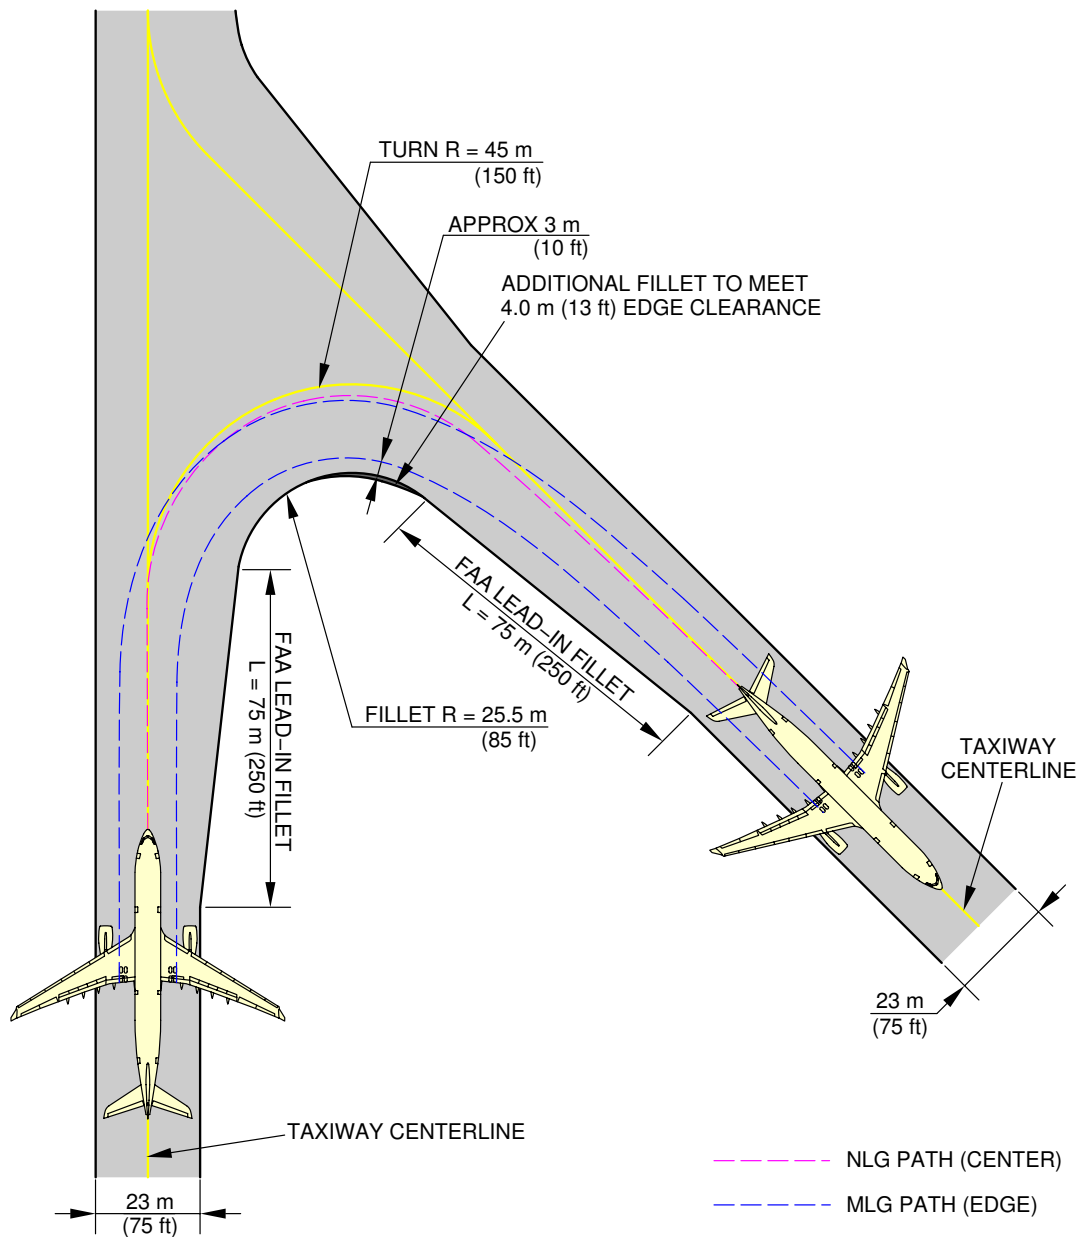 TURN R = 45 m
(150 ft)
APPROX 3 m
(10 ft)
ADDITIONAL FILLET TO MEET
4.0 m (13 ft) EDGE CLEARANCE
FAA LEAD–IN FILLET
L = 75 m (250 ft)
FAA LEAD–IN FILLET
L = 75 m (250 ft)
FILLET R = 25.5 m
(85 ft)
TAXIWAY
CENTERLINE
23 m
(75 ft)
TAXIWAY CENTERLINE
NLG PATH (CENTER)
MLG PATH (EDGE)
23 m
(75 ft)